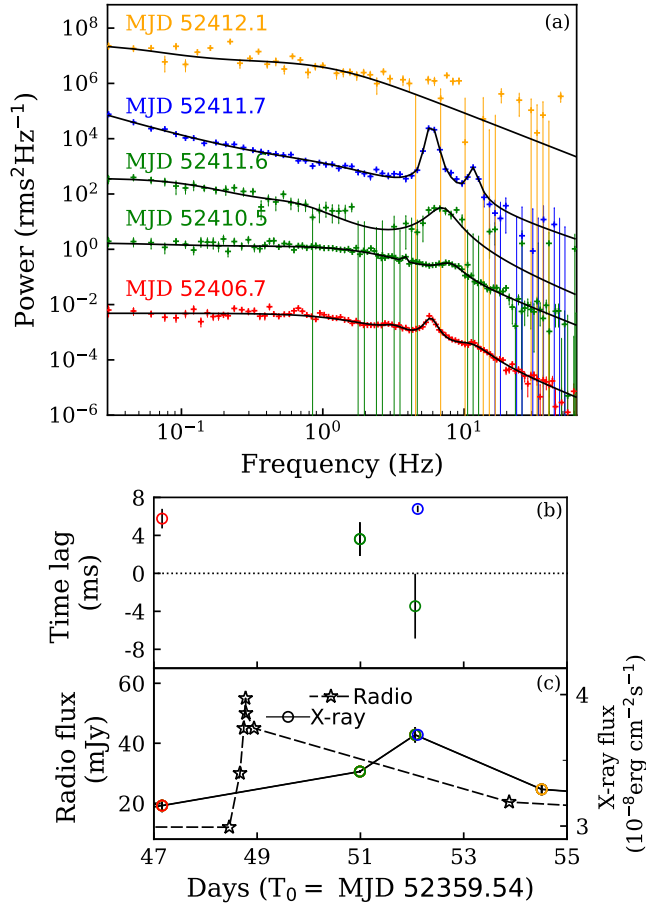 (a)
MJD 52412.1
MJD 52411.7
MJD 52411.6
MJD 52410.5
MJD 52406.7
10⁸
10⁶
10⁴
10²
10⁰
10⁻²
10⁻⁴
10⁻⁶
Power (rms²Hz⁻¹)
10⁻¹ 10⁰ 10¹
Frequency (Hz)
(b)
8
4
0
-4
-8
Time lag
(ms)
(c)
Radio
X-ray
60
40
20
Radio flux
(mJy)
4
3
X-ray flux
(10⁻⁸erg cm⁻²s⁻¹)
47 49 51 53 55
Days (T₀ = MJD 52359.54)